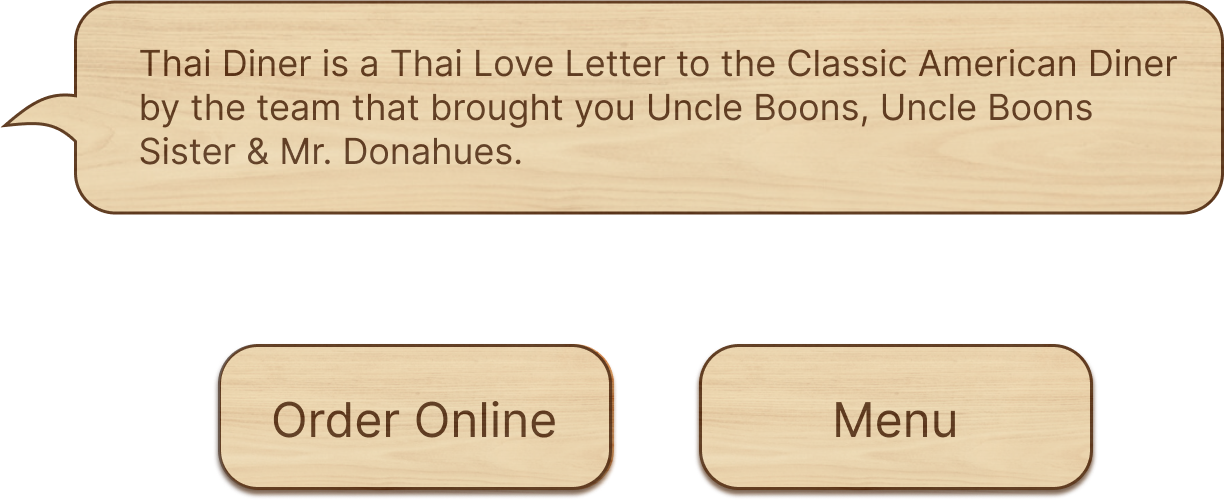 Thai Diner is a Thai Love Letter to the Classic American Diner
by the team that brought you Uncle Boons, Uncle Boons
Sister & Mr. Donahues.
Order Online
Menu